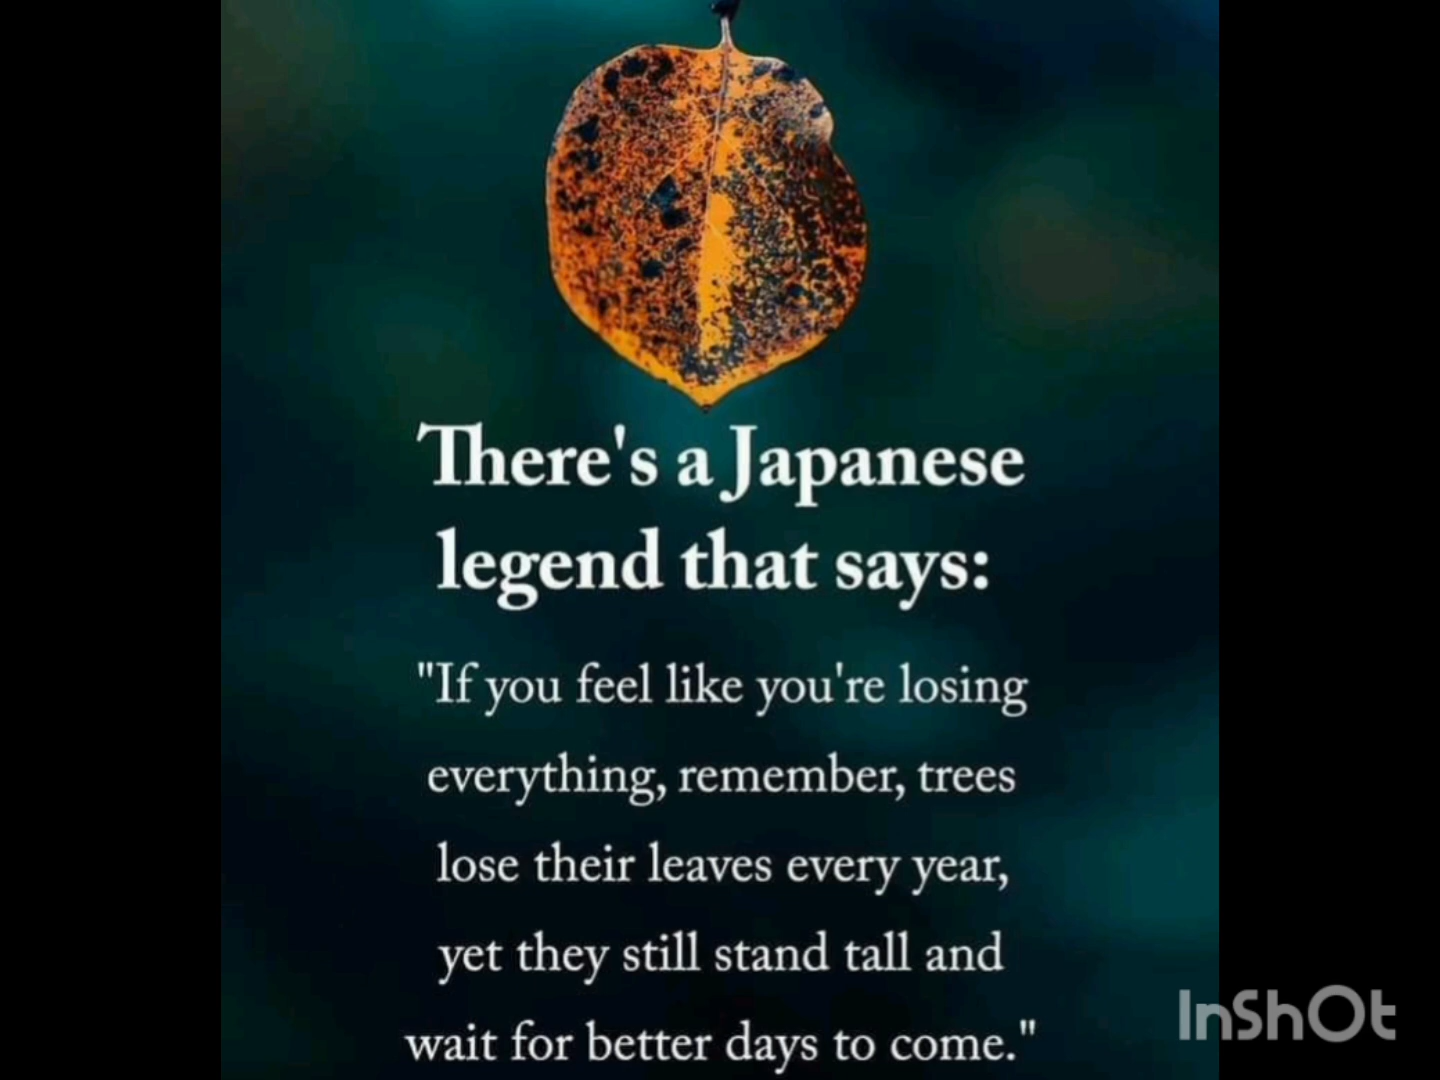 There's a Japanese
legend that says:
"If you feel like you're losing
everything, remember, trees
lose their leaves every year,
yet they still stand tall and
wait for better days to come."
InShOt